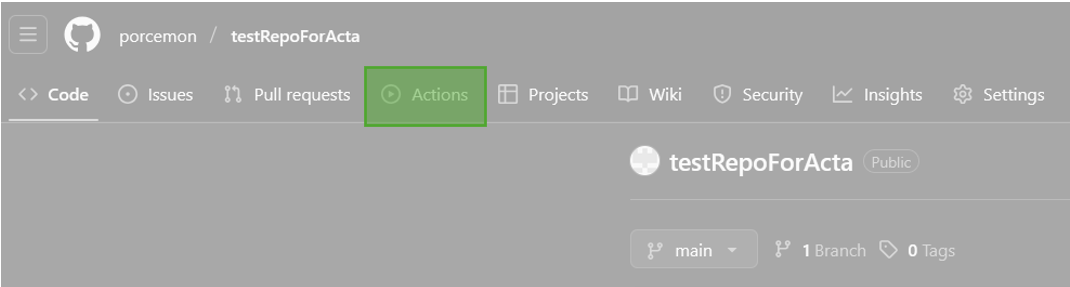 porcemon / testRepoForActa
Code Issues Pull requests Actions Projects Wiki Security Insights Settings
testRepoForActa Public
main 1 Branch 0 Tags